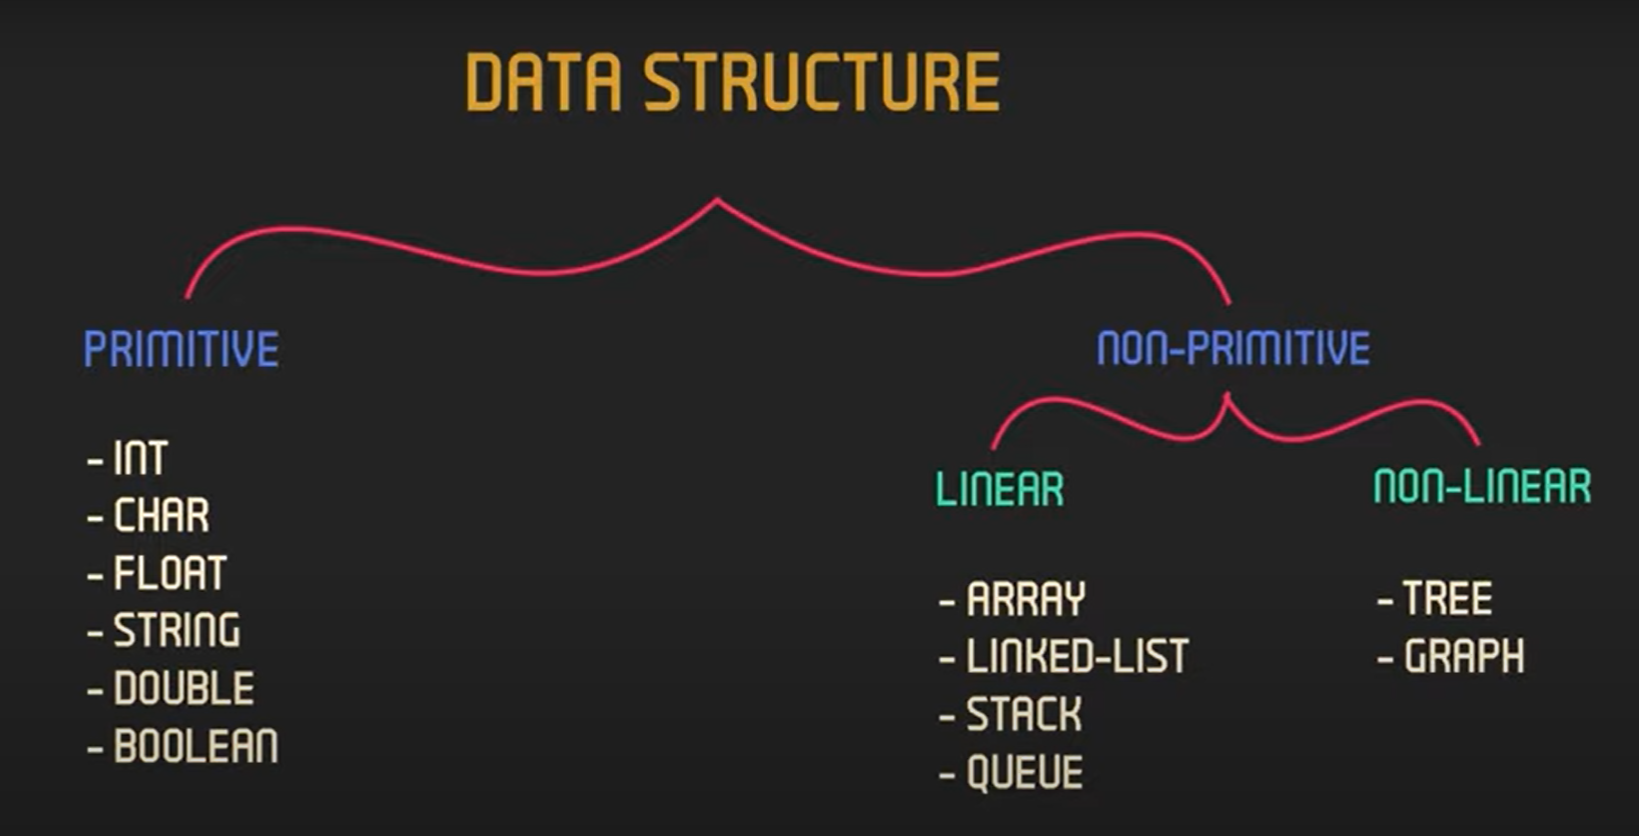 DATA STRUCTURE
PRIMITIVE
- INT
- CHAR
- FLOAT
- STRING
- DOUBLE
- BOOLEAN
NON-PRIMITIVE
LINEAR
- ARRAY
- LINKED-LIST
- STACK
- QUEUE
NON-LINEAR
- TREE
- GRAPH